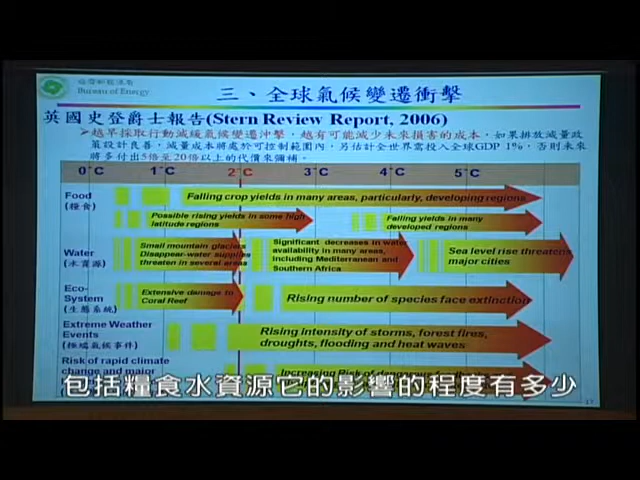 經濟部能源局
Bureau of Energy
三、全球氣候變遷衝擊
英國史登爵士報告(Stern Review Report, 2006)
➢越早採取行動減緩氣候變遷沖擊，越有可能減少未來損害的成本，如果排放減量政
策設計良善，減量成本將處於可控制範圍內，另估計全世界需投入全球GDP 1%，否則未來
將多付出5倍至20倍以上的代價來彌補。
0°C 1°C 2°C 3°C 4°C 5°C
Food
(糧食)
Falling crop yields in many areas, particularly, developing regions
Possible rising yields in some high
latitude regions
Falling yields in many
developed regions
Water
(水資源)
Small mountain glaciers
Disappear-water supplies
threaten in several areas
Significant decreases in water
availability in many areas,
including Mediterranean and
Southern Africa
Sea level rise threatens
major cities
Eco-
System
(生態系統)
Extensive damage to
Coral Reef
Rising number of species face extinction
Extreme Weather
Events
(極端氣候事件)
Rising intensity of storms, forest fires,
droughts, flooding and heat waves
Risk of rapid climate
change and major
Increasing Risk of dangerous
包括糧食水資源它的影響的程度有多少